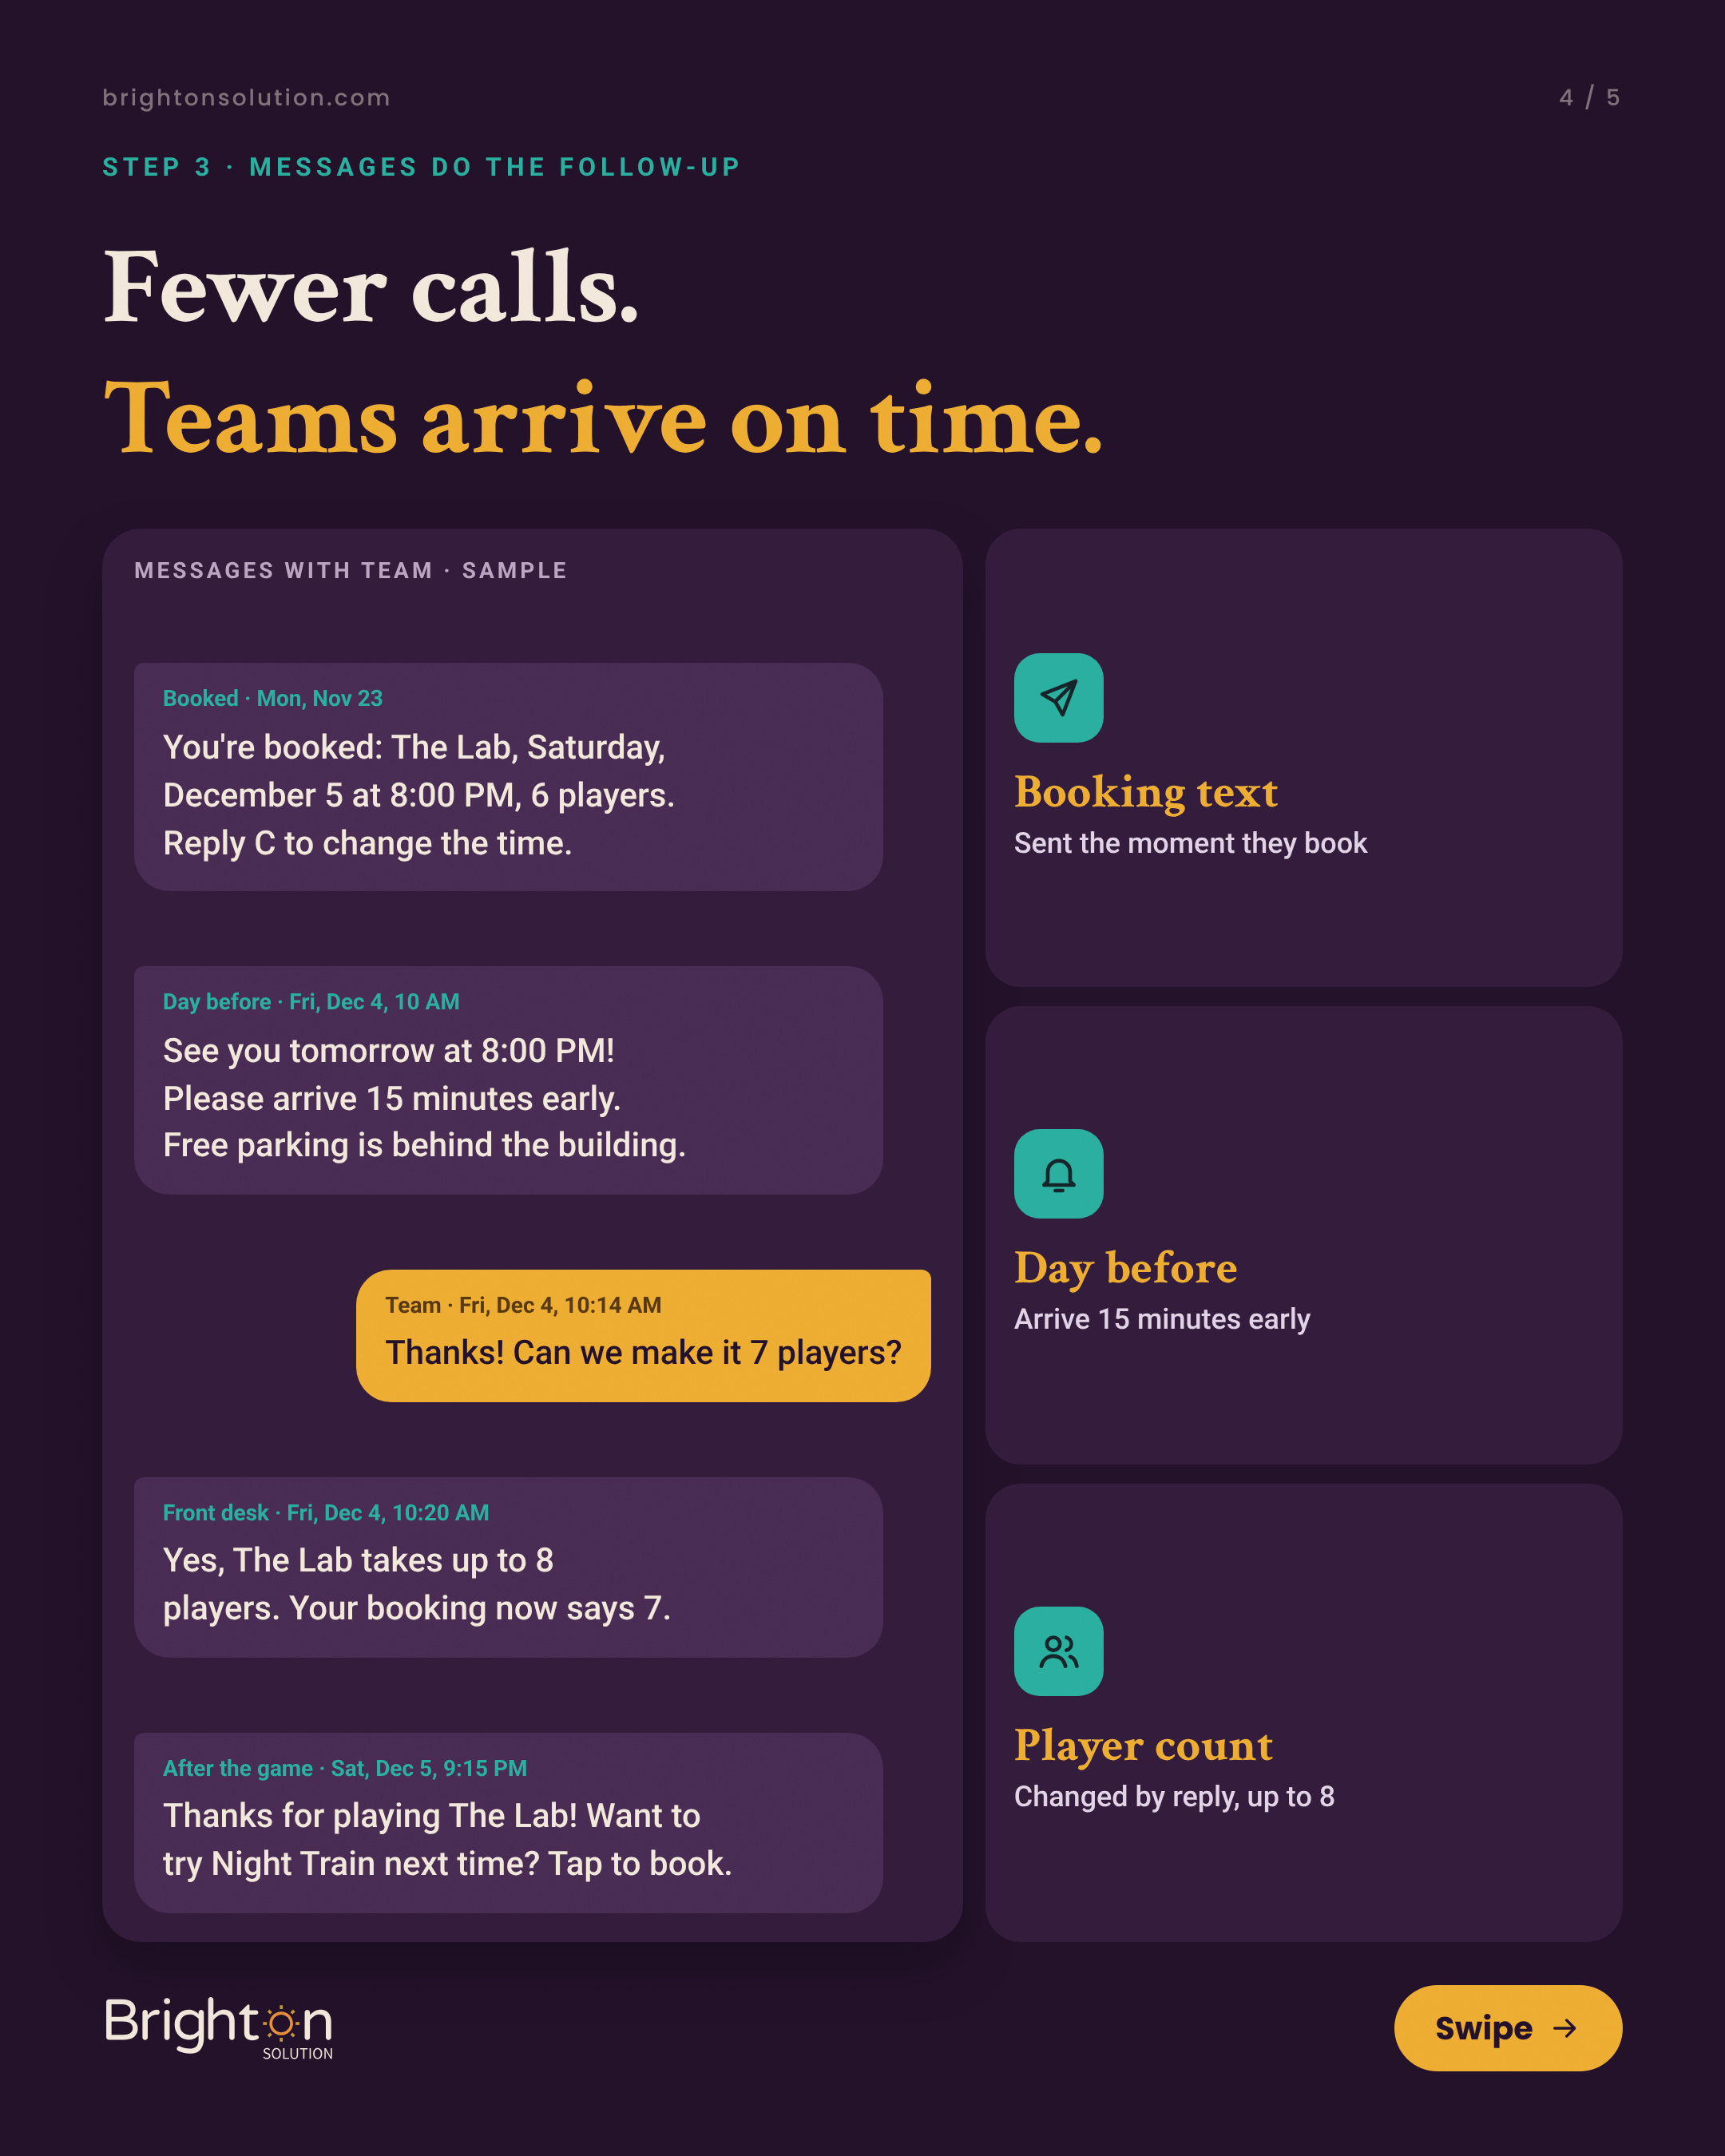 brightonsolution.com
4 / 5
STEP 3 · MESSAGES DO THE FOLLOW-UP
Fewer calls.
Teams arrive on time.
MESSAGES WITH TEAM · SAMPLE
Booked · Mon, Nov 23
You're booked: The Lab, Saturday,
December 5 at 8:00 PM, 6 players.
Reply C to change the time.
Day before · Fri, Dec 4, 10 AM
See you tomorrow at 8:00 PM!
Please arrive 15 minutes early.
Free parking is behind the building.
Team · Fri, Dec 4, 10:14 AM
Thanks! Can we make it 7 players?
Front desk · Fri, Dec 4, 10:20 AM
Yes, The Lab takes up to 8
players. Your booking now says 7.
After the game · Sat, Dec 5, 9:15 PM
Thanks for playing The Lab! Want to
try Night Train next time? Tap to book.
Booking text
Sent the moment they book
Day before
Arrive 15 minutes early
Player count
Changed by reply, up to 8
Brighton
SOLUTION
Swipe →